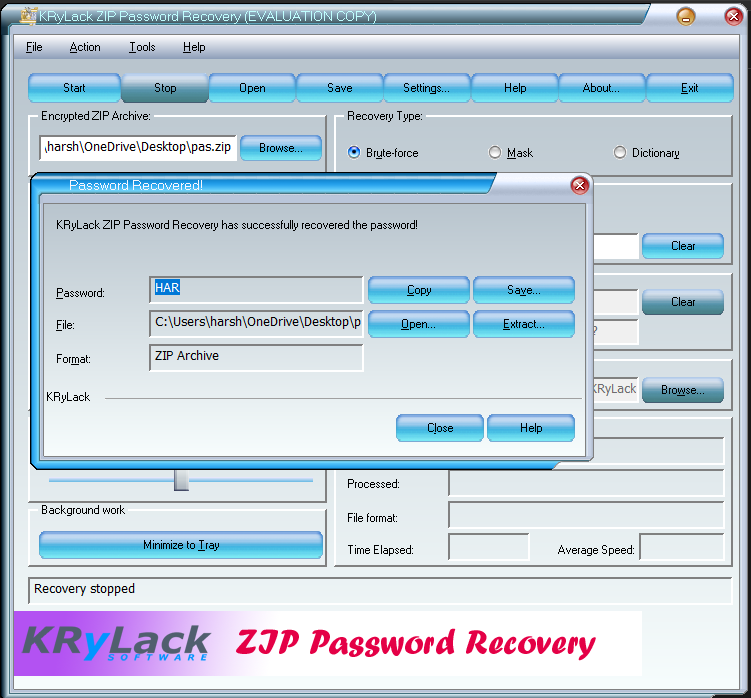 KRyLack ZIP Password Recovery (EVALUATION COPY)
File Action Tools Help
Start Stop Open Save Settings... Help About... Exit
Encrypted ZIP Archive:
\harsh\OneDrive\Desktop\pas.zip Browse...
Recovery Type:
Brute-force Mask Dictionary
Password Recovered!
KRyLack ZIP Password Recovery has successfully recovered the password!
Password: HAR Copy Save...
File: C:\Users\harsh\OneDrive\Desktop\p Open... Extract...
Format: ZIP Archive
KRyLack
Close Help
Clear
Clear
?
KRyLack Browse...
Processed:
File format:
Time Elapsed: Average Speed:
Background work
Minimize to Tray
Recovery stopped
KRyLack SOFTWARE ZIP Password Recovery